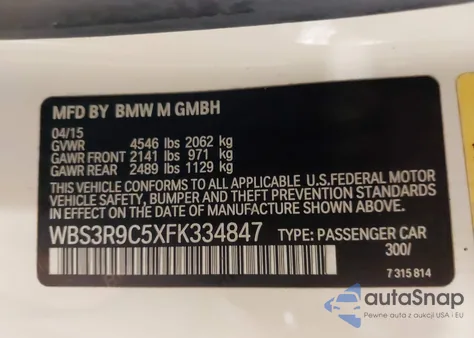 MFD BY BMW M GMBH
04/15
GVWR 4546 lbs 2062 kg
GAWR FRONT 2141 lbs 971 kg
GAWR REAR 2489 lbs 1129 kg
THIS VEHICLE CONFORMS TO ALL APPLICABLE U.S.FEDERAL MOTOR
VEHICLE SAFETY, BUMPER AND THEFT PREVENTION STANDARDS
IN EFFECT ON THE DATE OF MANUFACTURE SHOWN ABOVE.
WBS3R9C5XFK334847 TYPE: PASSENGER CAR
300/
7 315 814
autaSnap
Pewne auta z aukcji USA i EU